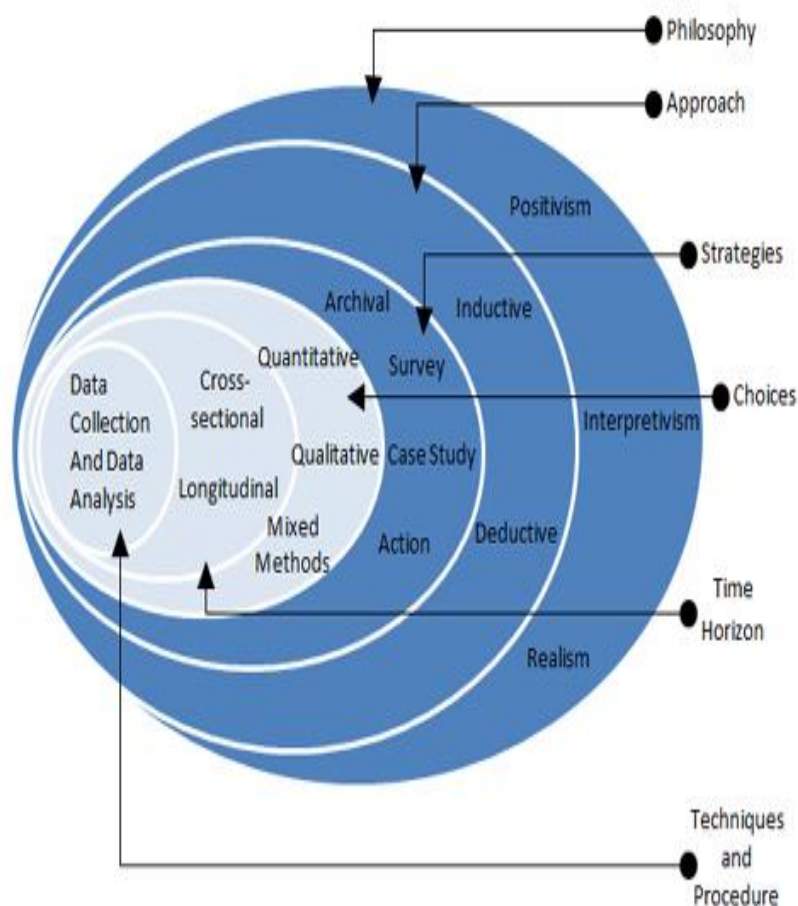 Philosophy
Approach
Positivism
Strategies
Archival
Inductive
Quantitative
Survey
Data
Collection
And Data
Analysis
Cross-
sectional
Choices
Interpretivism
Qualitative
Case Study
Longitudinal
Mixed
Methods
Action
Deductive
Time
Horizon
Realism
Techniques
and
Procedure